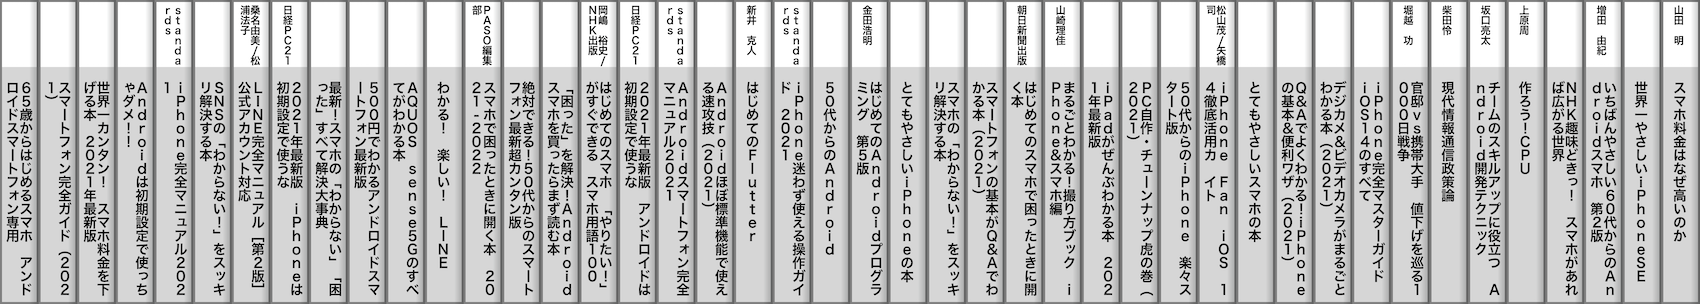 山田　明
スマホ料金はなぜ高いのか
世界一やさしいｉＰｈｏｎｅＳＥ
増田　由紀
いちばんやさしい６０代からのＡｎ
ｄｒｏｉｄスマホ　第２版
ＮＨＫ趣味どきっ！　スマホがあれ
ば広がる世界
上原周
作ろう！ＣＰＵ
坂口亮太
チームのスキルアップに役立つ　Ａ
ｎｄｒｏｉｄ開発テクニック
柴田怜
現代情報通信政策論
堀越　功
官邸ｖｓ携帯大手　値下げを巡る１
０００日戦争
ｉＰｈｏｎｅ完全マスターガイド
ｉＯＳ１４のすべて
デジカメ＆ビデオカメラがまるごと
わかる本（２０２１）
Ｑ＆Ａでよくわかる！ｉＰｈｏｎｅ
の基本＆便利ワザ（２０２１）
とてもやさしいスマホの本
松山茂／矢橋
司
ｉＰｈｏｎｅ　Ｆａｎ　ｉＯＳ　１
４徹底活用カ　イト
５０代からのｉＰｈｏｎｅ　楽々ス
タート版
ＰＣ自作・チューンナップ虎の巻（
２０２１）
ｉＰａｄがぜんぶわかる本　２０２
１年最新版
山崎理佳
まるごとわかる！撮り方ブック　ｉ
Ｐｈｏｎｅ＆スマホ編
朝日新聞出版
はじめてのスマホで困ったときに開
く本
スマートフォンの基本がＱ＆Ａでわ
かる本（２０２１）
スマホの「わからない！」をスッキ
リ解決する本
とてもやさしいｉＰｈｏｎｅの本
金田浩明
はじめてのＡｎｄｒｏｉｄプログラ
ミング　第５版
５０代からのＡｎｄｒｏｉｄ
ｓｔａｎｄａ
ｒｄｓ
ｉＰｈｏｎｅ迷わず使える操作ガイ
ド　２０２１
新井　克人
はじめてのＦｌｕｔｔｅｒ
Ａｎｄｒｏｉｄほぼ標準機能で使え
る速攻技（２０２１）
ｓｔａｎｄａ
ｒｄｓ
Ａｎｄｒｏｉｄスマートフォン完全
マニュアル２０２１
日経ＰＣ２１
２０２１年最新版　アンドロイドは
初期設定で使うな
岡嶋　裕史／
ＮＨＫ出版
はじめてのスマホ　「やりたい！」
がすぐできる　スマホ用語１００
「困った」を解決！Ａｎｄｒｏｉｄ
スマホを買ったらまず読む本
絶対できる！５０代からのスマート
フォン最新超カンタン版
ＰＡＳＯ編集
部
スマホで困ったときに開く本　２０
２１‐２０２２
わかる！　楽しい！　ＬＩＮＥ
ＡＱＵＯＳ　ｓｅｎｓｅ５Ｇのすべ
てがわかる本
５００円でわかるアンドロイドスマ
ートフォン最新版
最新！スマホの「わからない」「困
った」すべて解決大事典
日経ＰＣ２１
２０２１年最新版　ｉＰｈｏｎｅは
初期設定で使うな
桑名由美／松
浦法子
ＬＩＮＥ完全マニュアル［第２版］
公式アカウント対応
ＳＮＳの「わからない！」をスッキ
リ解決する本
ｓｔａｎｄａ
ｒｄｓ
ｉＰｈｏｎｅ完全マニュアル２０２
１
Ａｎｄｒｏｉｄは初期設定で使っち
ゃダメ！！
世界一カンタン！　スマホ料金を下
げる本　２０２１年最新版
スマートフォン完全ガイド（２０２
１）
６５歳からはじめるスマホ　アンド
ロイドスマートフォン専用